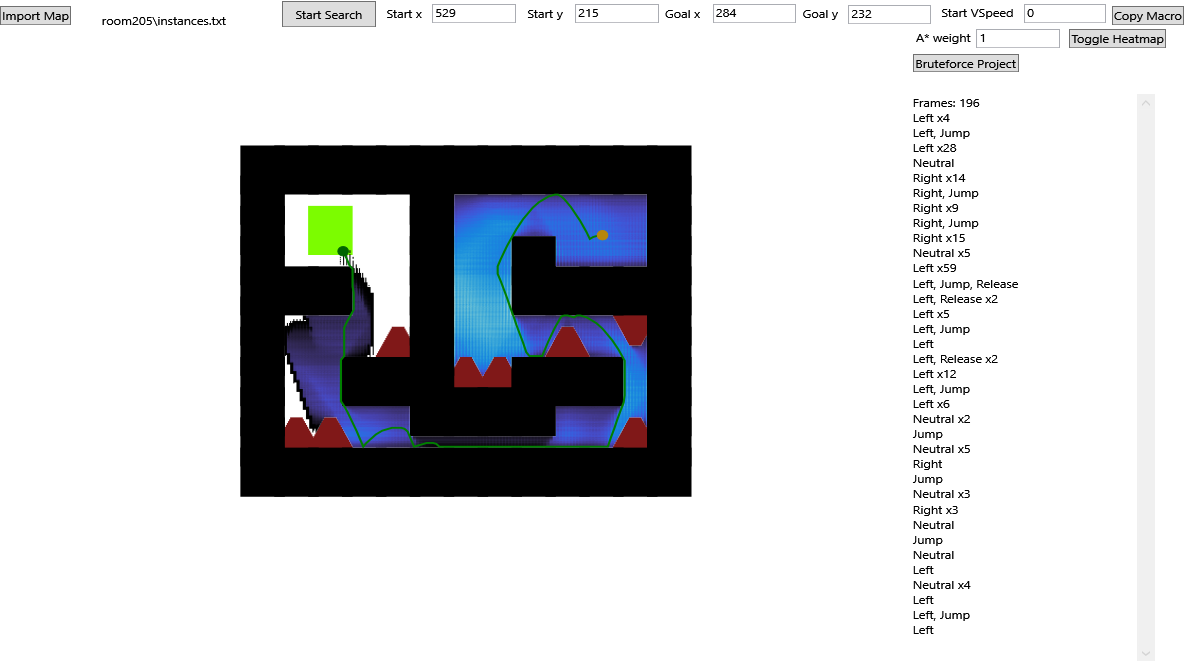 Import Map
room205\instances.txt
Start Search
Start x 529
Start y 215
Goal x 284
Goal y 232
Start VSpeed 0
Copy Macro
A* weight 1
Toggle Heatmap
Bruteforce Project
Frames: 196
Left x4
Left, Jump
Left x28
Neutral
Right x14
Right, Jump
Right x9
Right, Jump
Right x15
Neutral x5
Left x59
Left, Jump, Release
Left, Release x2
Left x5
Left, Jump
Left
Left, Release x2
Left x12
Left, Jump
Left x6
Neutral x2
Jump
Neutral x5
Right
Jump
Neutral x3
Right x3
Neutral
Jump
Neutral
Left
Neutral x4
Left
Left, Jump
Left